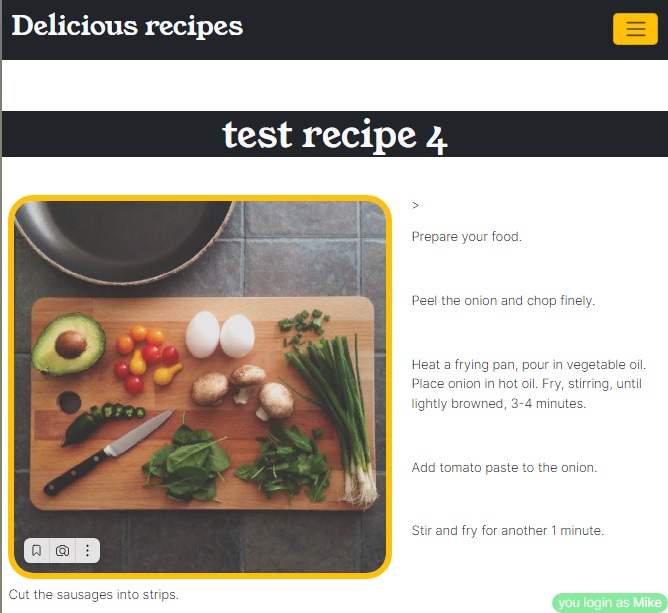 Delicious recipes
test recipe 4
>
Prepare your food.
Peel the onion and chop finely.
Heat a frying pan, pour in vegetable oil.
Place onion in hot oil. Fry, stirring, until
lightly browned, 3-4 minutes.
Add tomato paste to the onion.
Stir and fry for another 1 minute.
Cut the sausages into strips.
you login as Mike